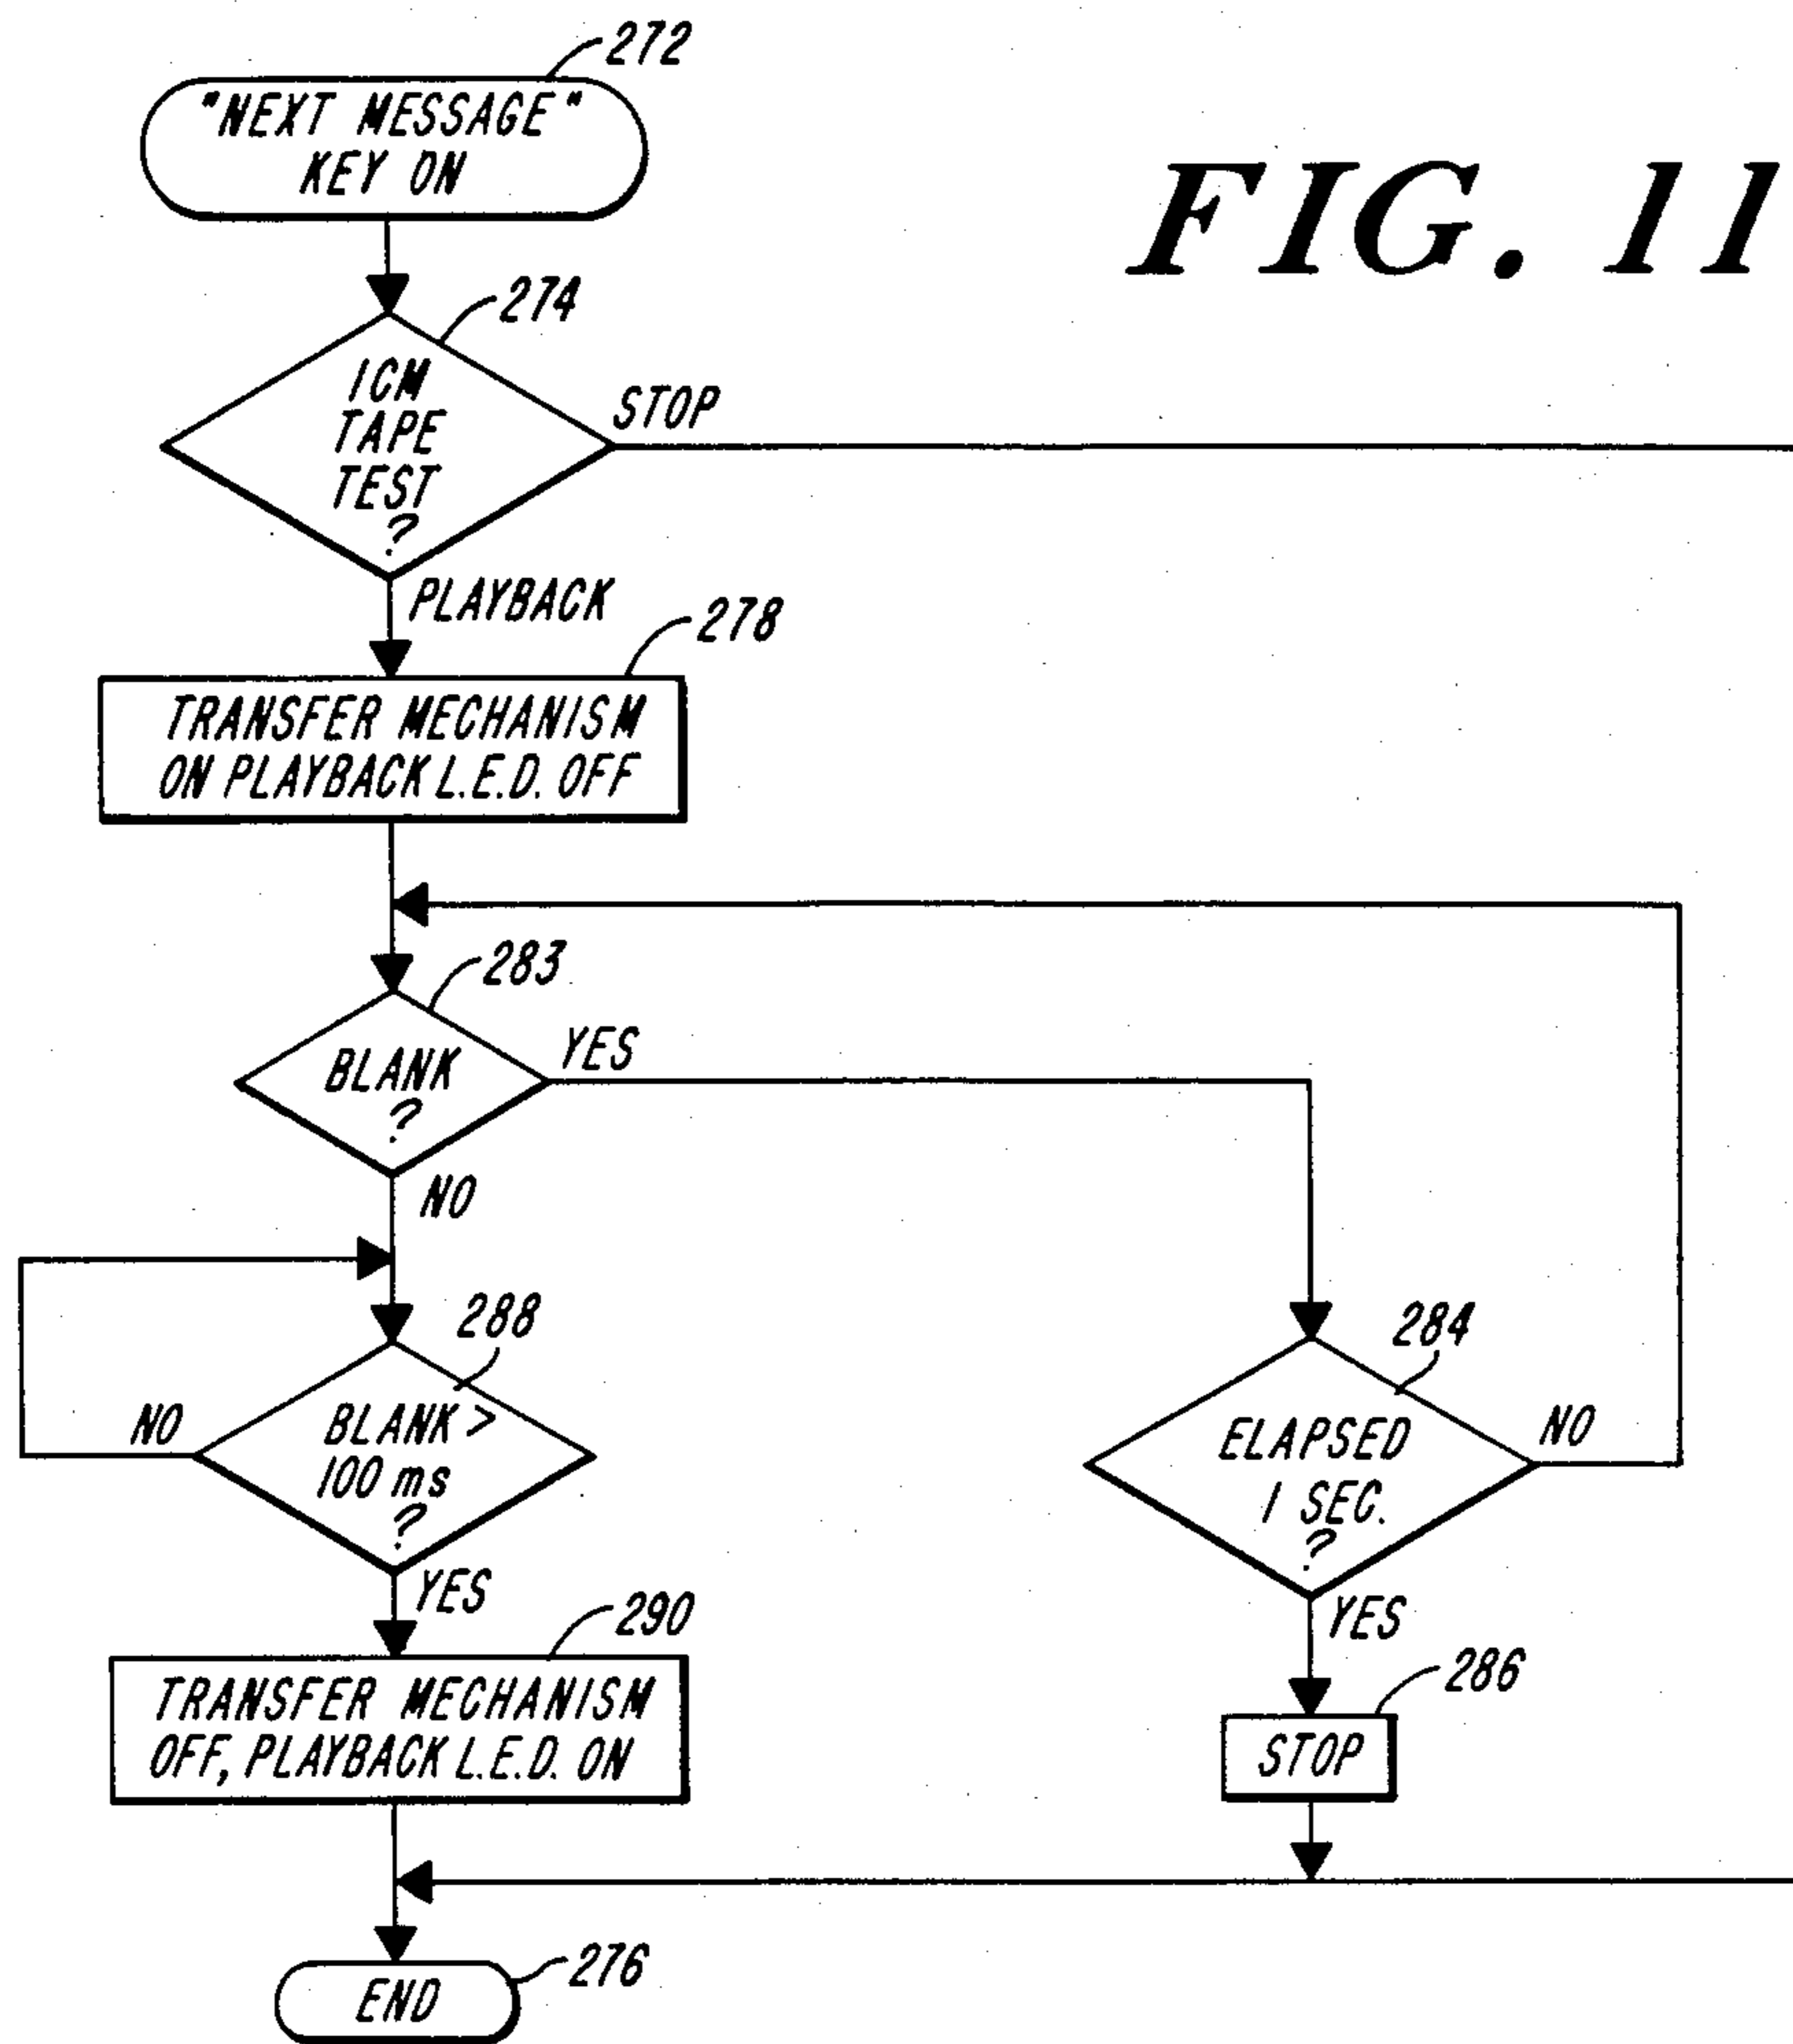 272
"NEXT MESSAGE"
KEY ON
FIG. 11
274
ICM
TAPE
TEST
?
STOP
PLAYBACK
278
TRANSFER MECHANISM
ON PLAYBACK L.E.D. OFF
283
BLANK
?
YES
NO
288
BLANK >
100 ms
?
NO
YES
284
ELAPSED
1 SEC.
?
NO
YES
290
TRANSFER MECHANISM
OFF, PLAYBACK L.E.D. ON
286
STOP
276
END